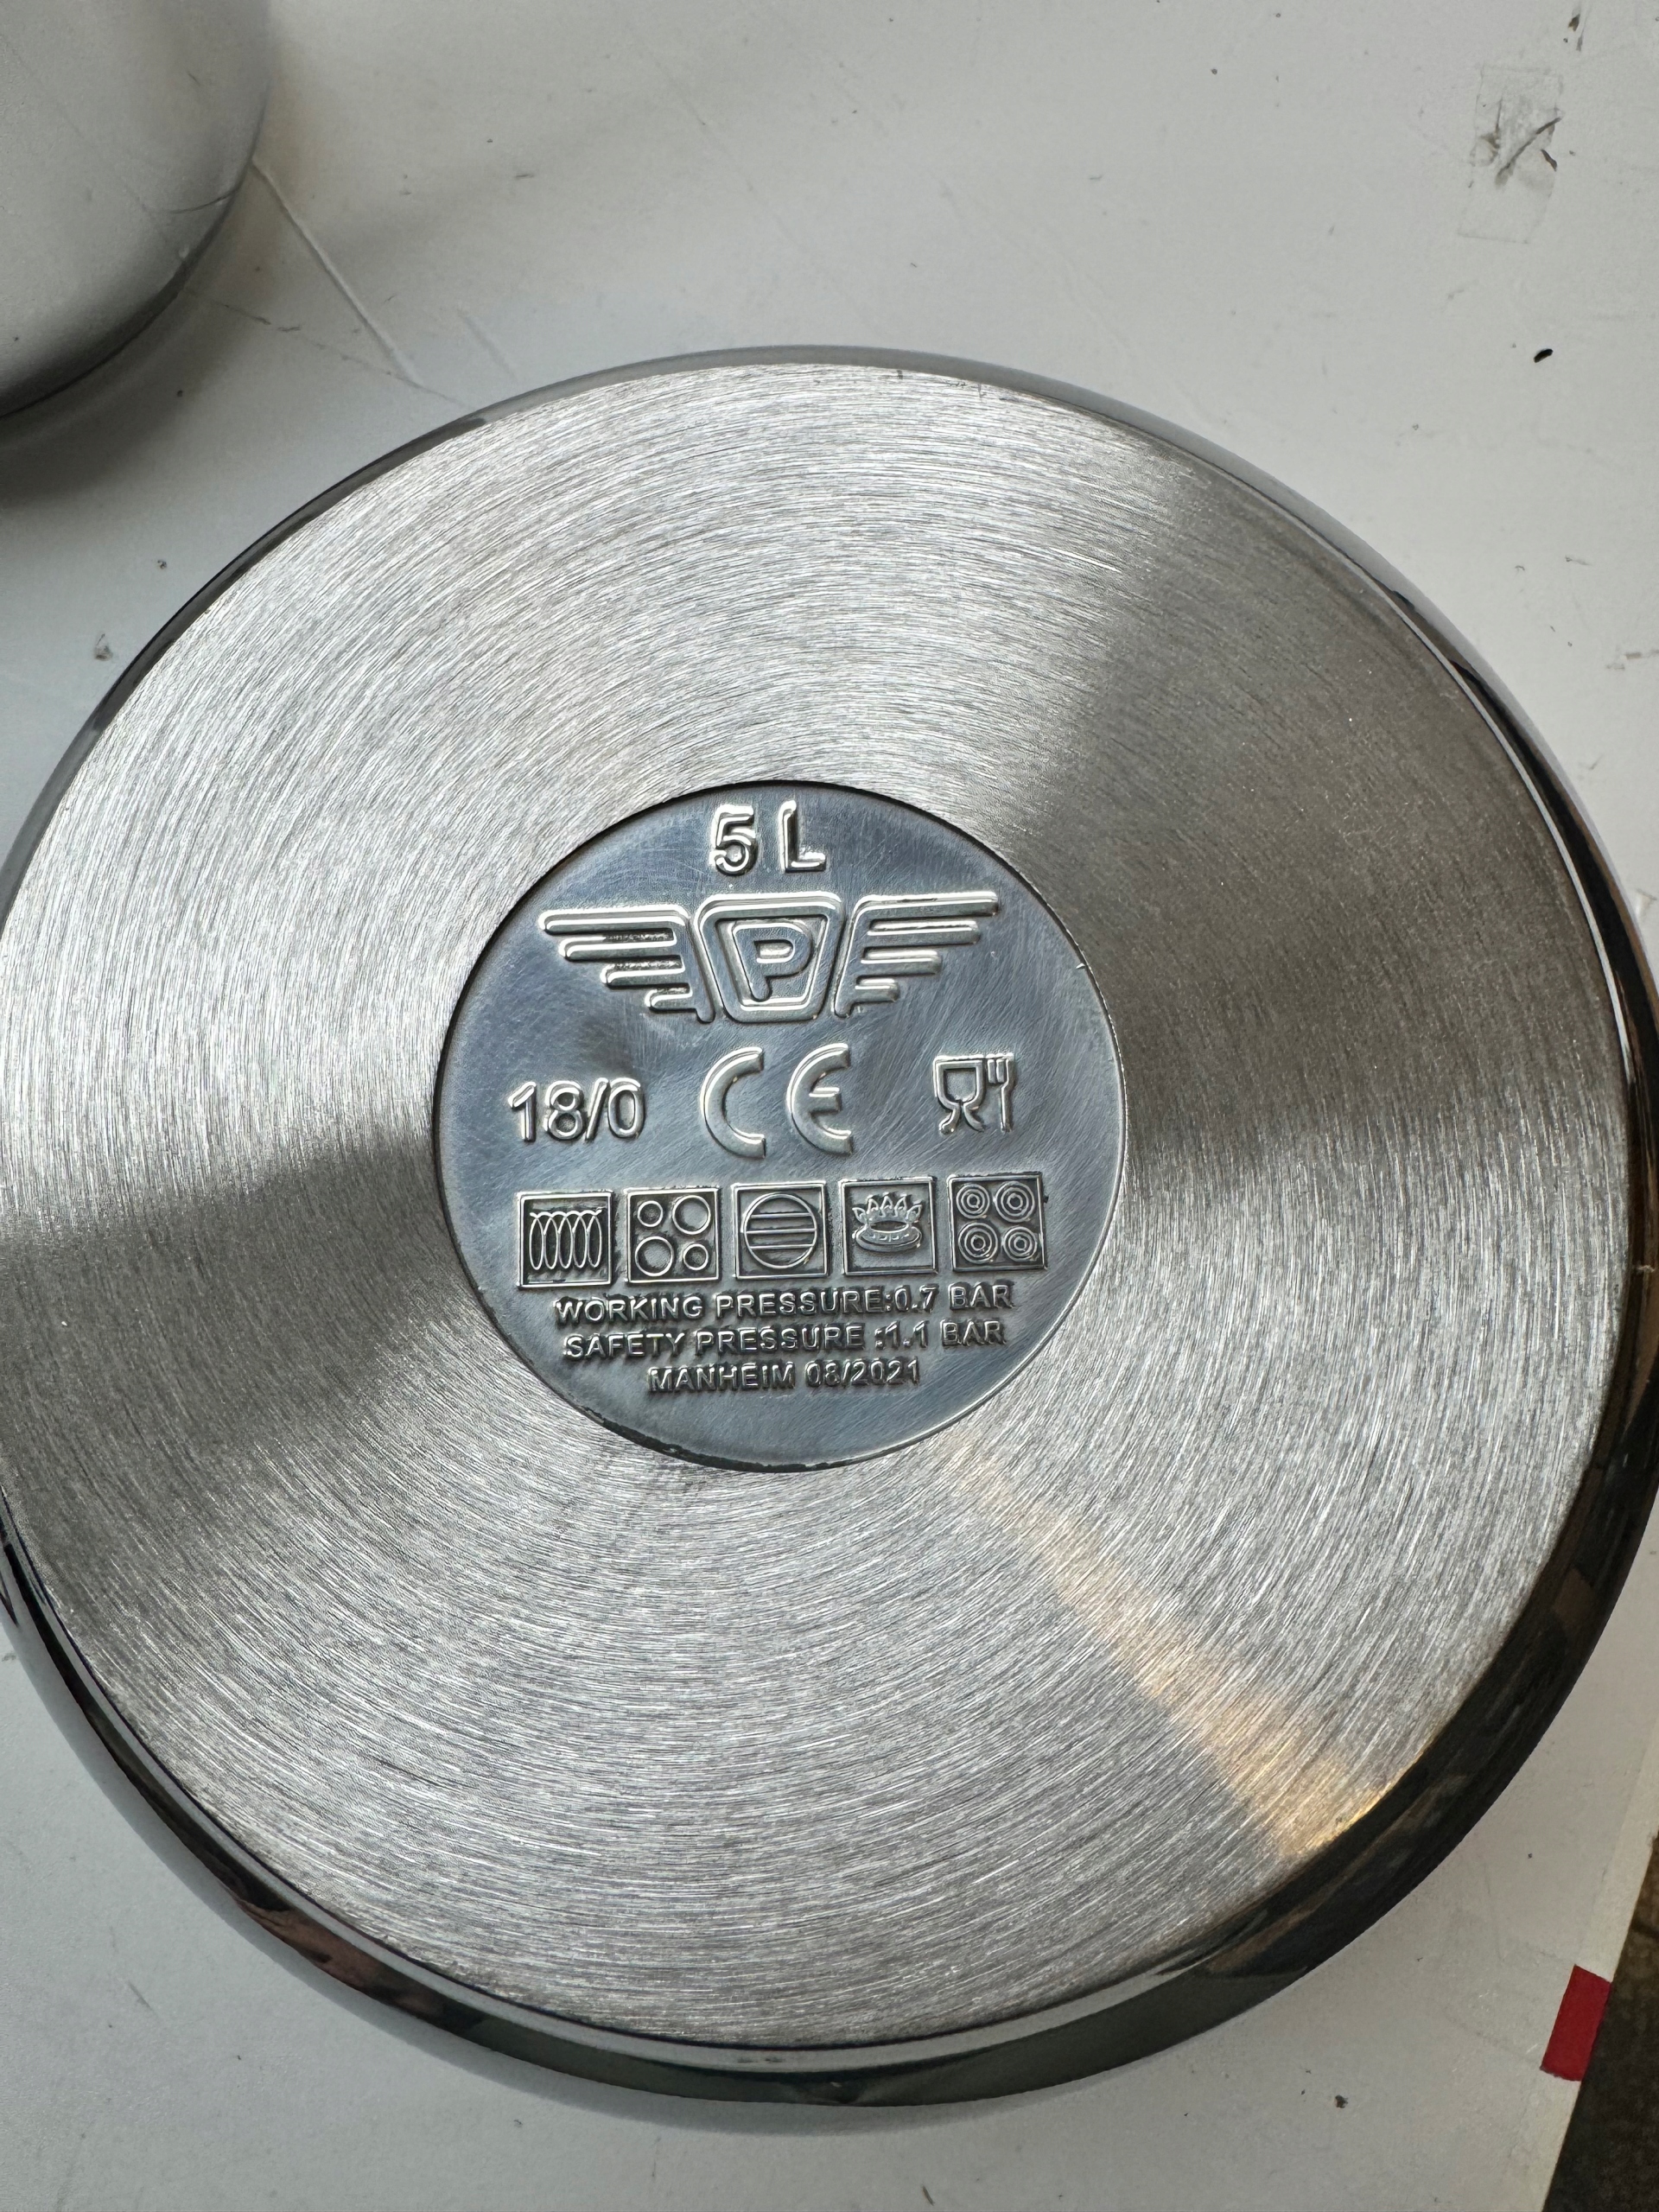 5 L
P
18/0 CE
WORKING PRESSURE:0.7 BAR
SAFETY PRESSURE :1.1 BAR
MANHEIM 08/2021